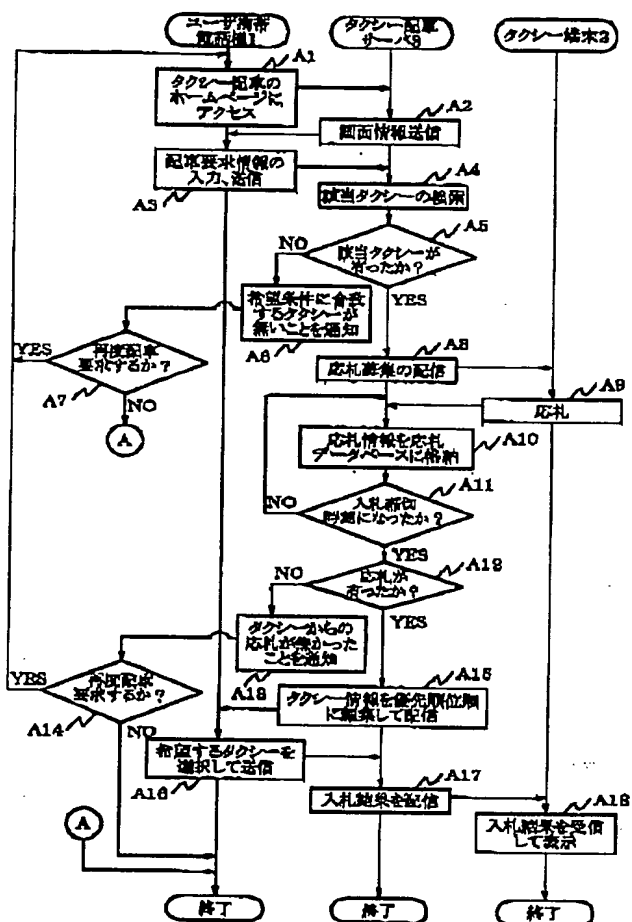 ユーザ携帯
電話機1
タクシー配車
サーバ3
タクシー端末2
A1
タクシー配車の
ホームページに
アクセス
A2
画面情報送信
配車要求情報の
入力、送信
A3
A4
該当タクシーの検索
A5
該当タクシーが
有ったか?
NO
YES
希望条件に合致
するタクシーが
無いことを通知
A6
YES
再度配車
要求するか?
A7
NO
A
A8
応札募集の配信
A9
応札
応札情報を応札
データベースに格納
A10
A11
入札締切
時刻になったか?
NO
YES
A12
応札が
有ったか?
NO
YES
タクシーからの
応札が無かった
ことを通知
A13
YES
再度配車
要求するか?
A14
NO
A15
タクシー情報を優先順位順
に編集して配信
希望するタクシーを
選択して送信
A16
A17
入札結果を配信
A18
入札結果を受信
して表示
A
終了
終了
終了